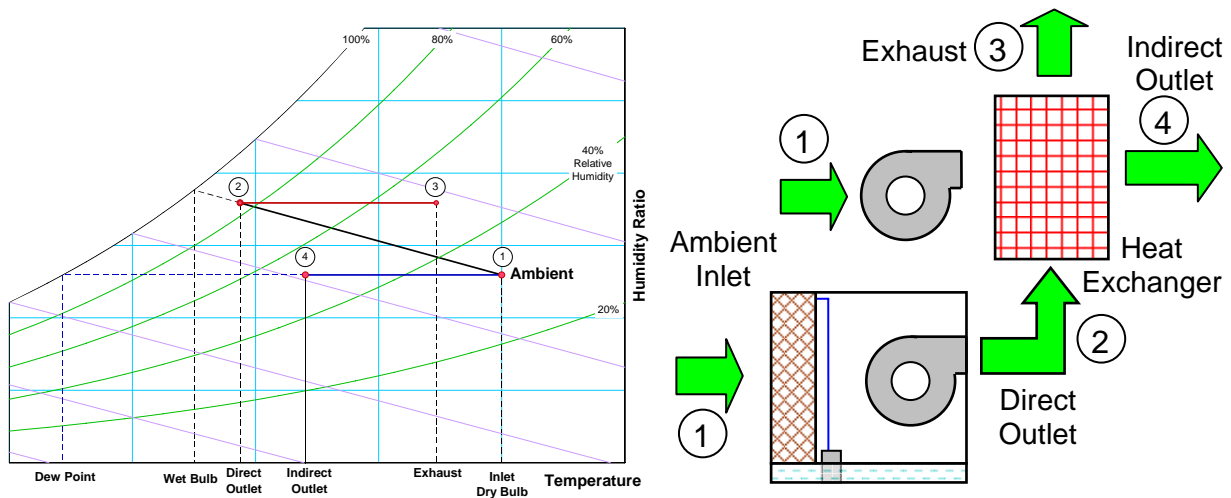 100%
80%
60%
40%
Relative
Humidity
20%
2
3
4
1
Ambient
Humidity Ratio
Dew Point
Wet Bulb
Direct
Outlet
Indirect
Outlet
Exhaust
Inlet
Dry Bulb
Temperature
Exhaust
3
Indirect
Outlet
4
1
Ambient
Inlet
Heat
Exchanger
1
2
Direct
Outlet